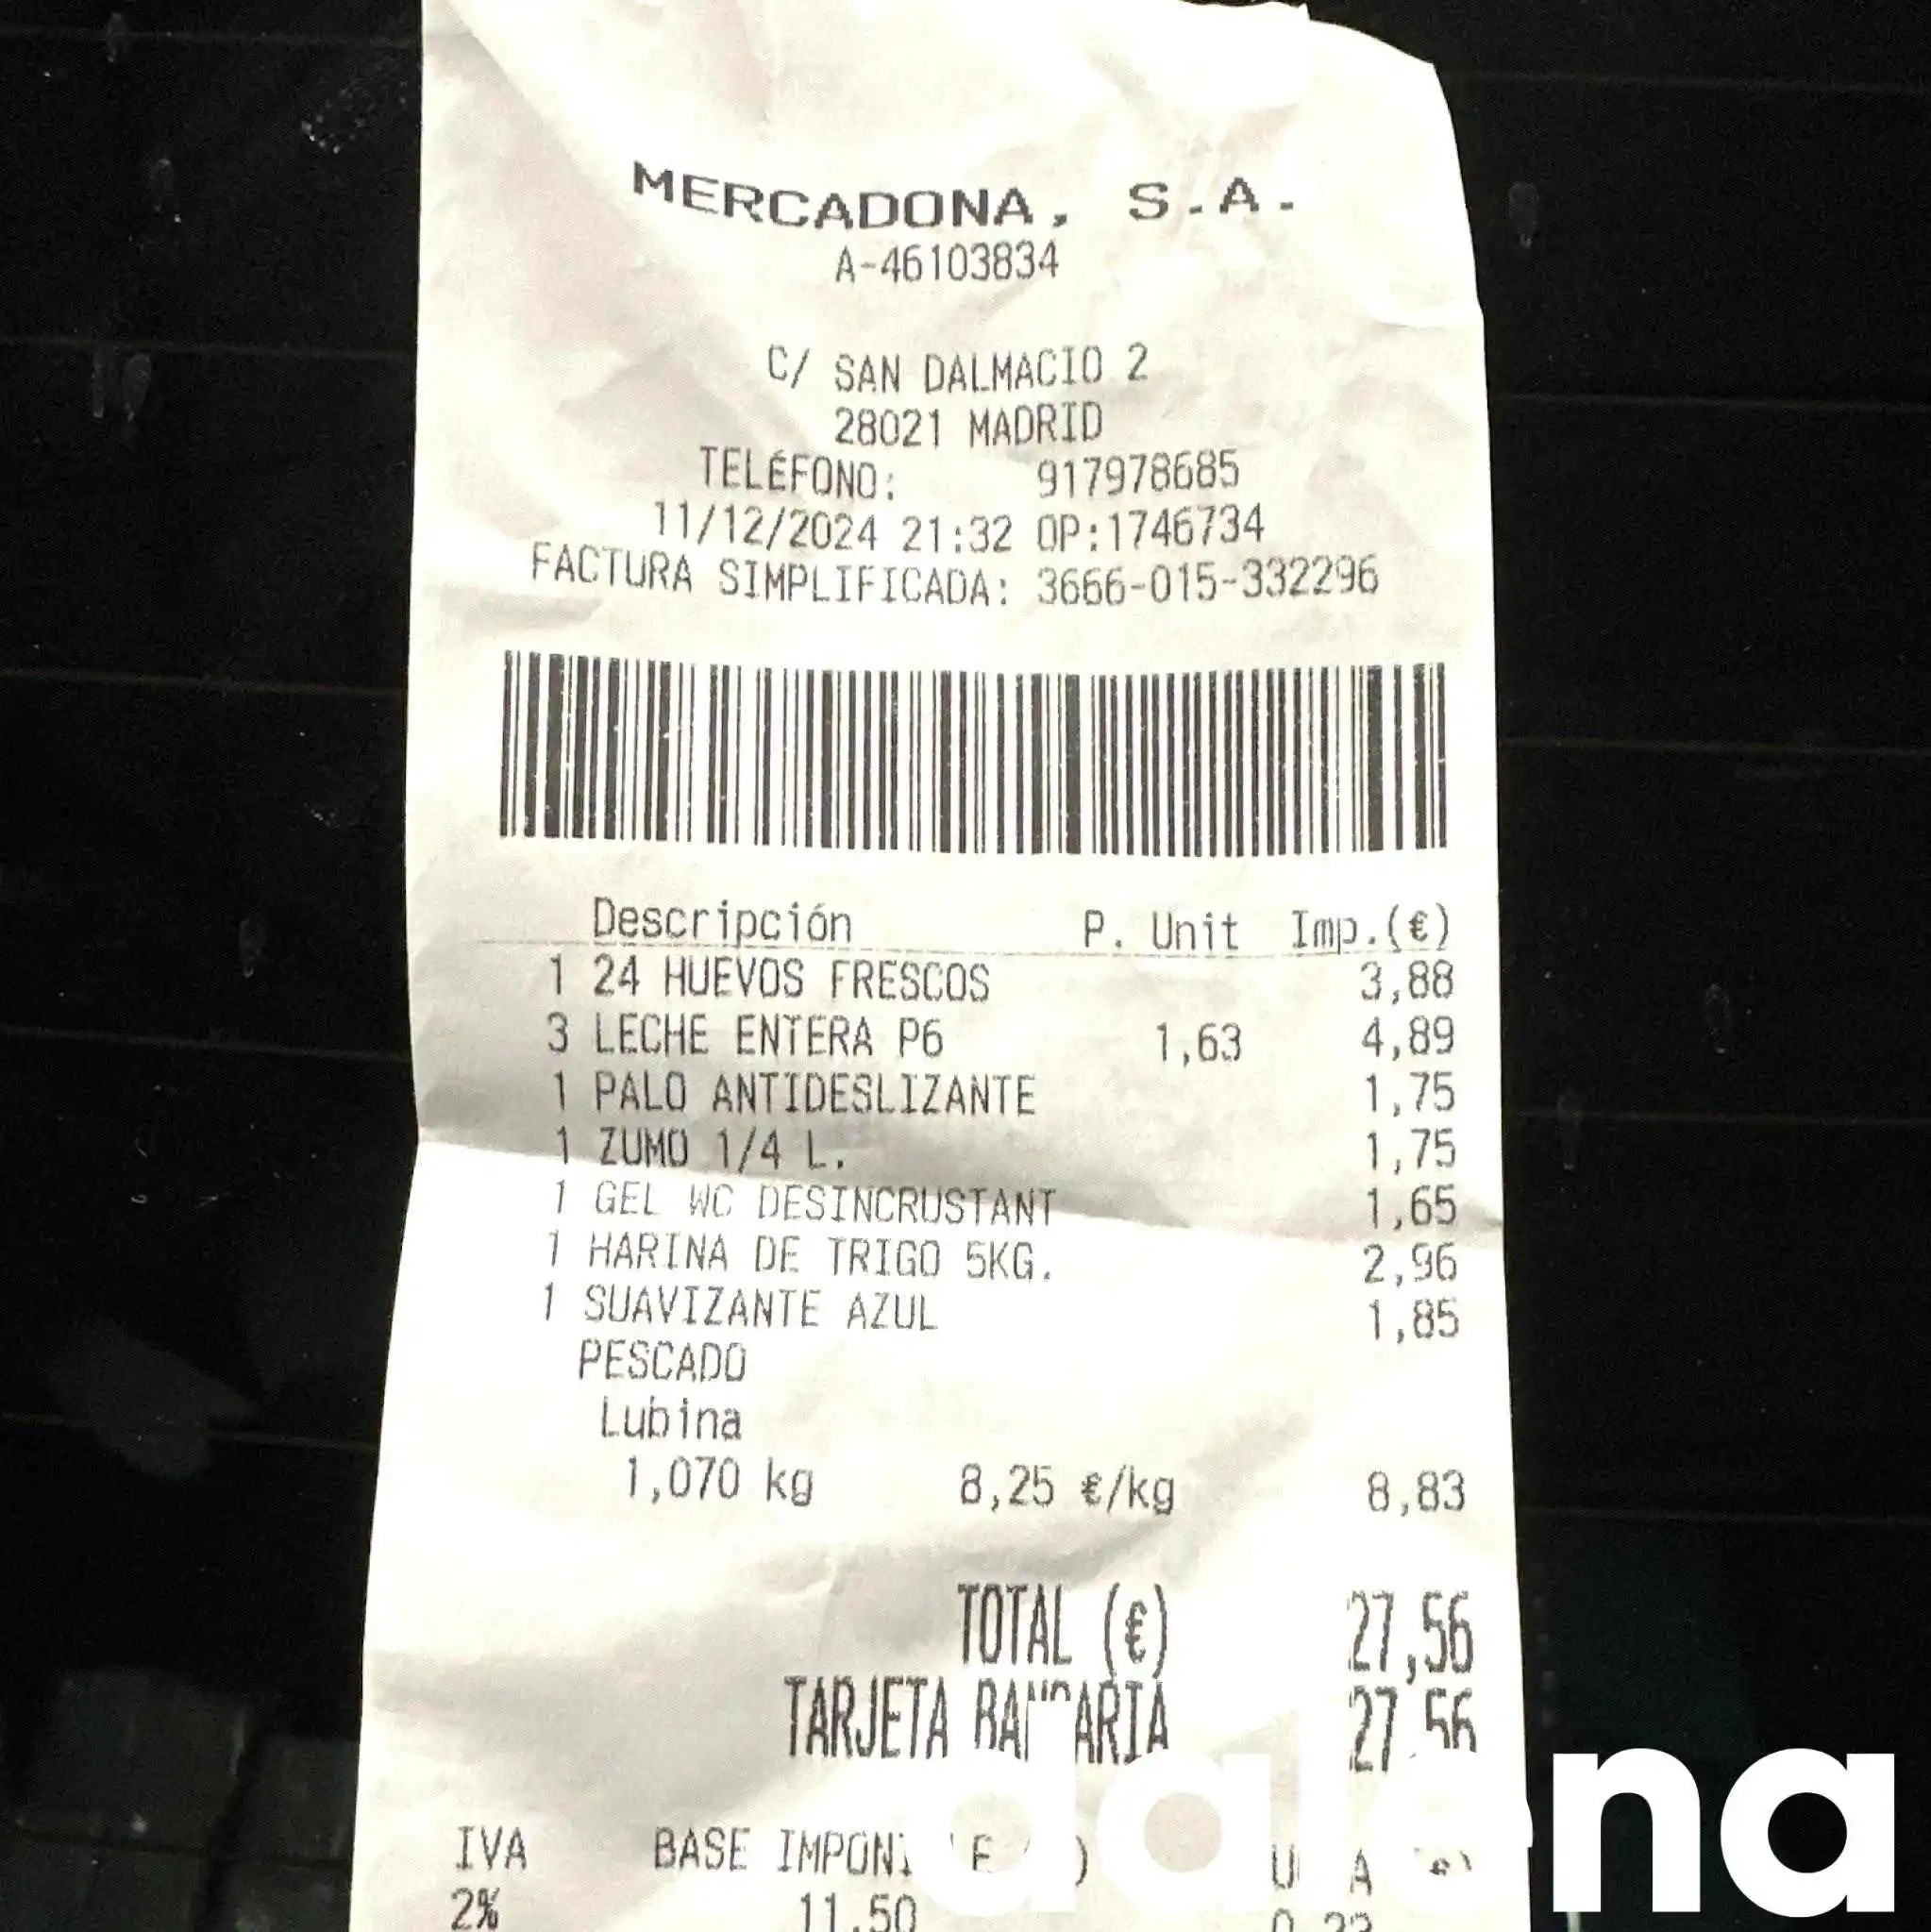 MERCADONA, S.A.
A-46103834
C/ SAN DALMACIO 2
28021 MADRID
TELÉFONO: 917978685
11/12/2024 21:32 OP:1746734
FACTURA SIMPLIFICADA: 3666-015-332296
Descripción P. Unit Imp.(€)
1 24 HUEVOS FRESCOS 3,88
3 LECHE ENTERA P6 1,63 4,89
1 PALO ANTIDESLIZANTE 1,75
1 ZUMO 1/4 L. 1,75
1 GEL WC DESINCRUSTANT 1,65
1 HARINA DE TRIGO 5KG. 2,96
1 SUAVIZANTE AZUL 1,85
PESCADO
Lubina
1,070 kg 8,25 €/kg 8,83
TOTAL (€) 27,56
TARJETA BANCARIA 27,56
IVA BASE
2% 11,50